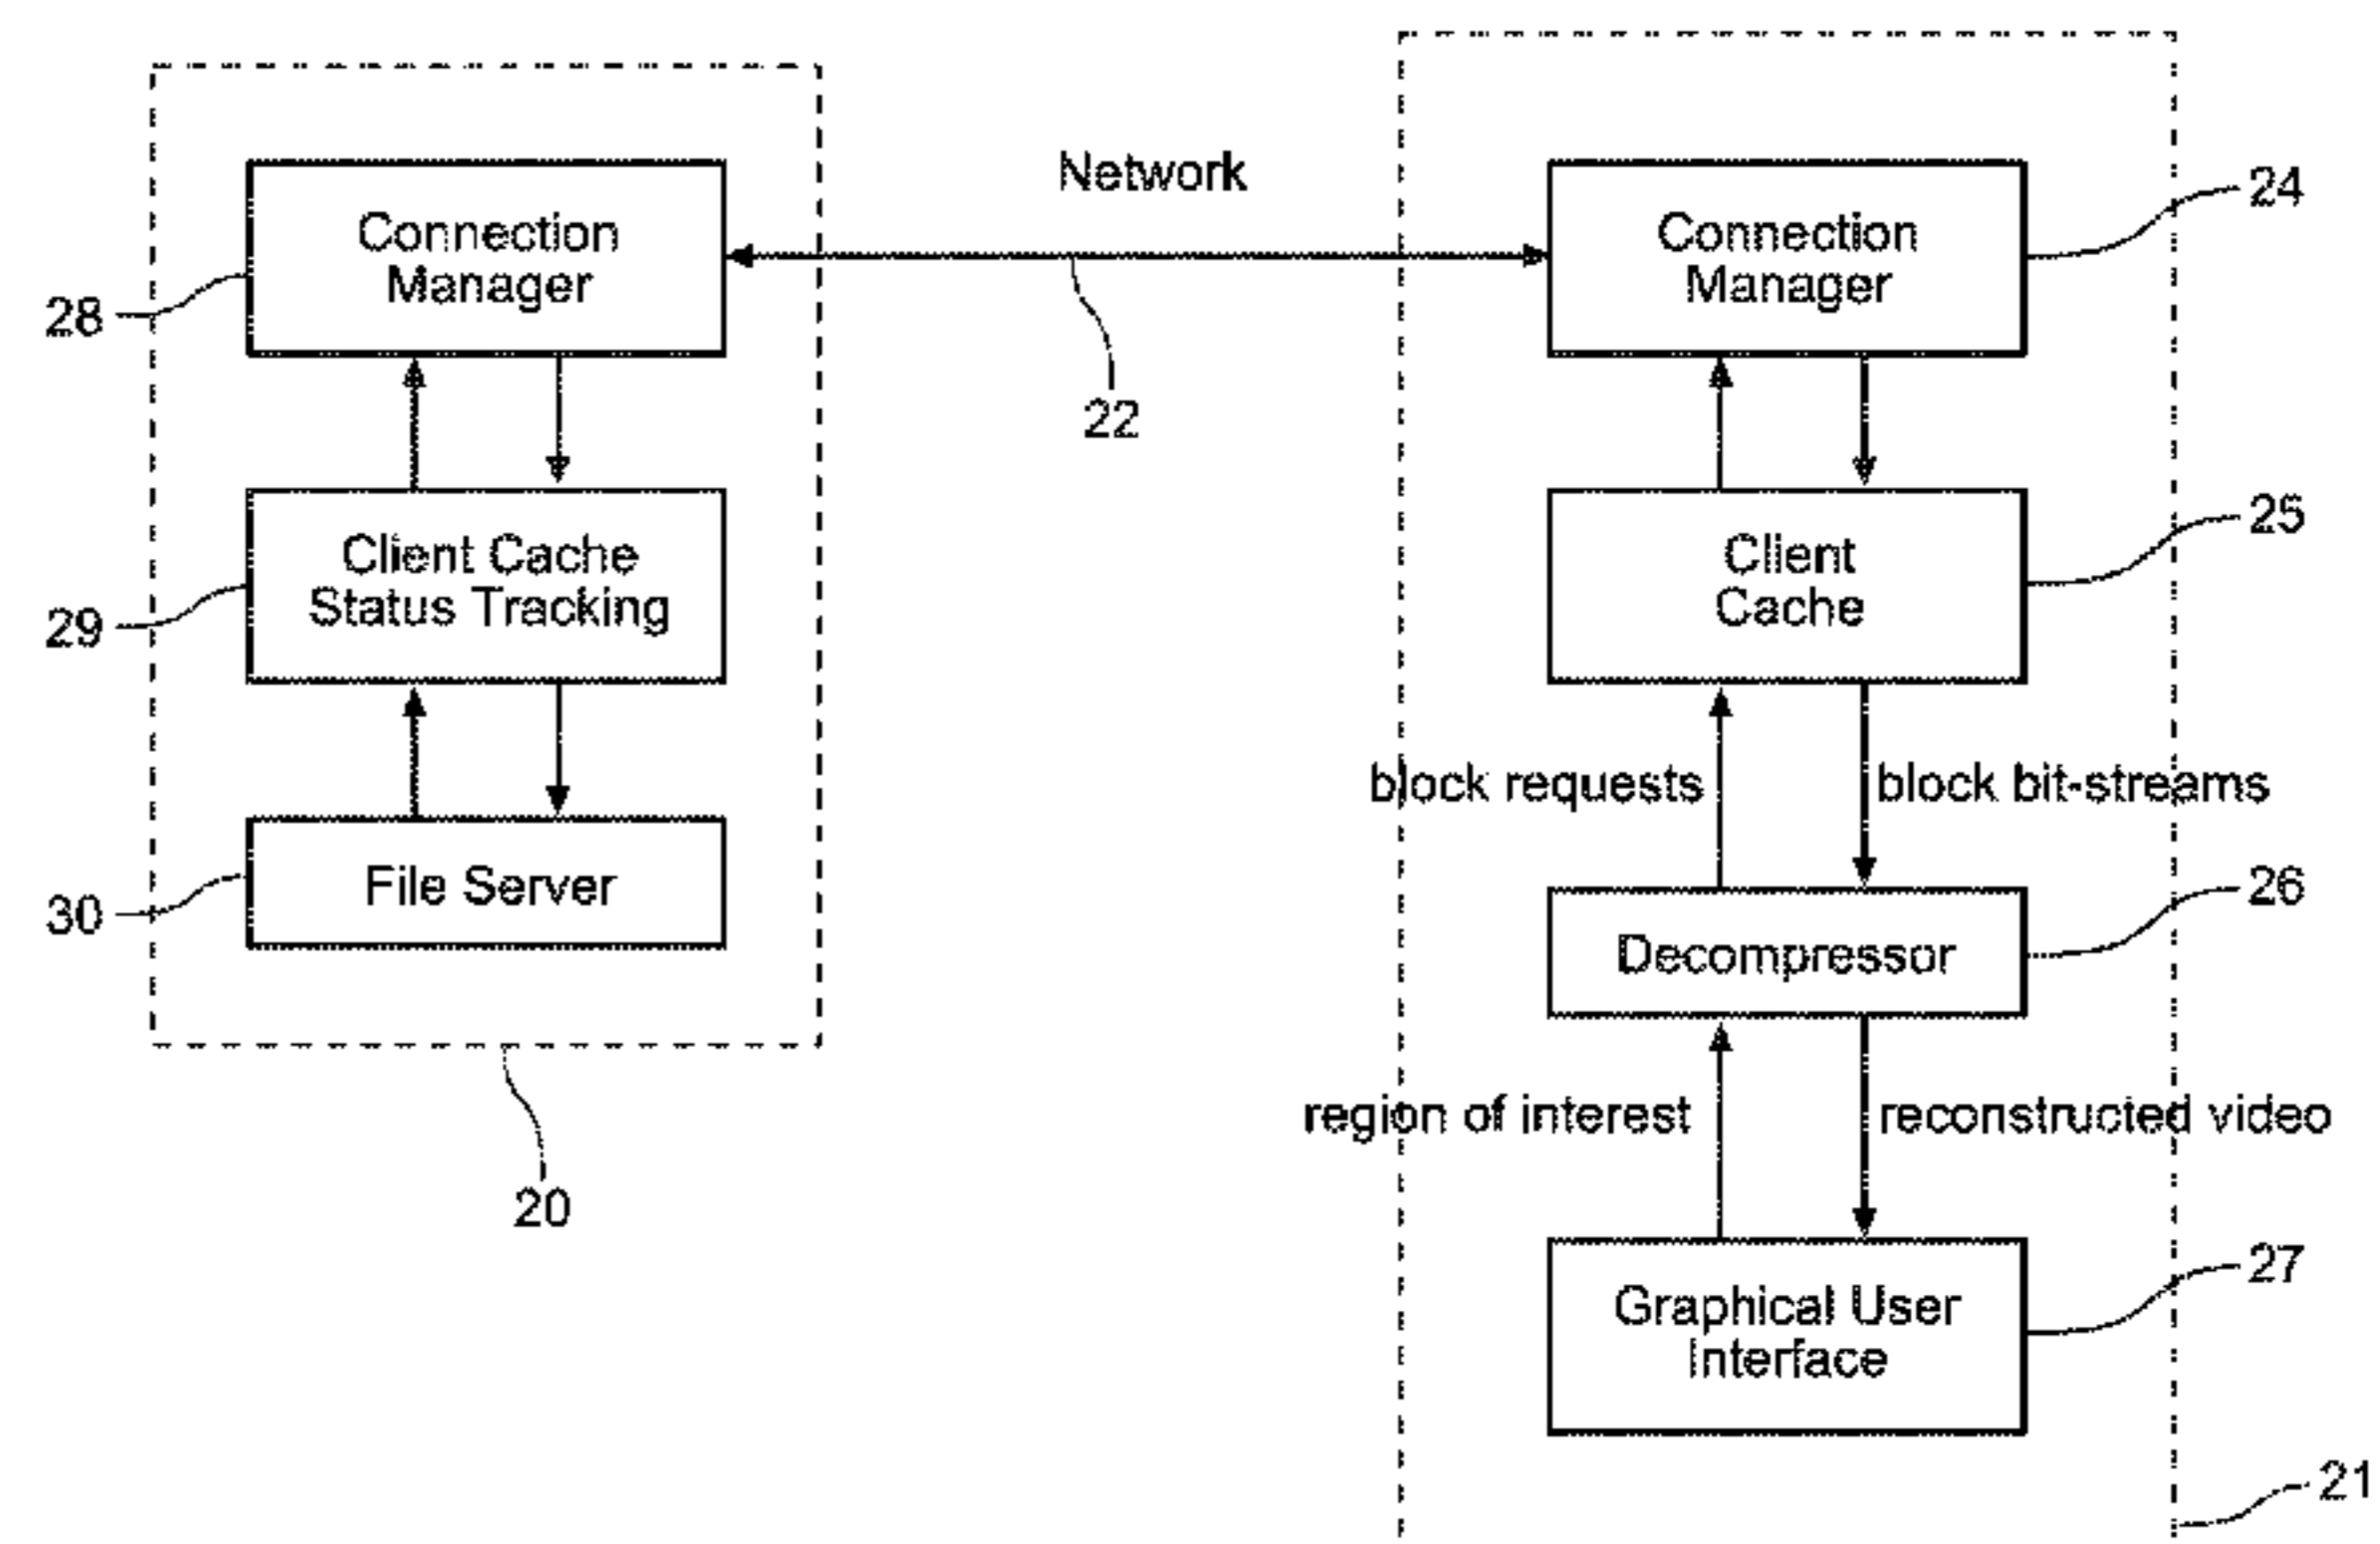 Network
Connection
Manager
28
22
Connection
Manager
24
Client Cache
Status Tracking
29
Client
Cache
25
block requests
block bit-streams
File Server
30
Decompressor
26
region of interest
reconstructed video
20
Graphical User
Interface
27
21